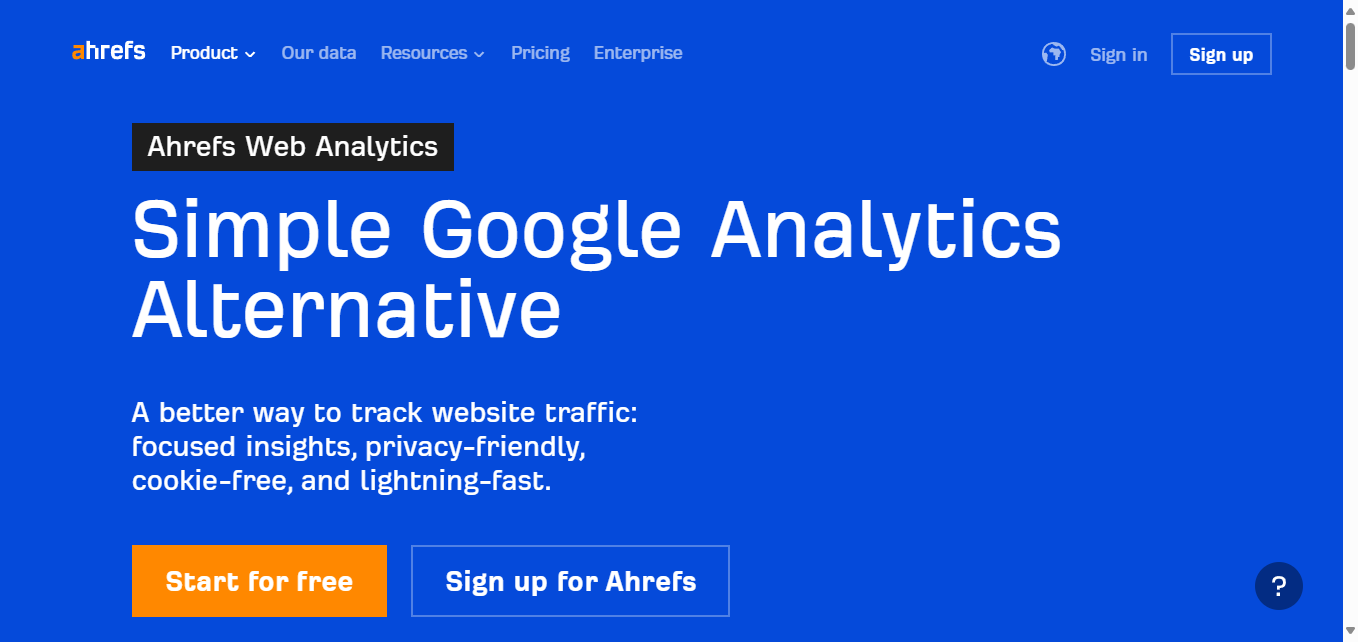 ahrefs Product Our data Resources Pricing Enterprise Sign in Sign up
Ahrefs Web Analytics
Simple Google Analytics
Alternative
A better way to track website traffic:
focused insights, privacy-friendly,
cookie-free, and lightning-fast.
Start for free Sign up for Ahrefs
?